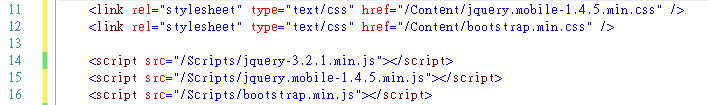 11 <link rel="stylesheet" type="text/css" href="/Content/jquery.mobile-1.4.5.min.css" />
12 <link rel="stylesheet" type="text/css" href="/Content/bootstrap.min.css" />
13
14 <script src="/Scripts/jquery-3.2.1.min.js"></script>
15 <script src="/Scripts/jquery.mobile-1.4.5.min.js"></script>
16 <script src="/Scripts/bootstrap.min.js"></script>